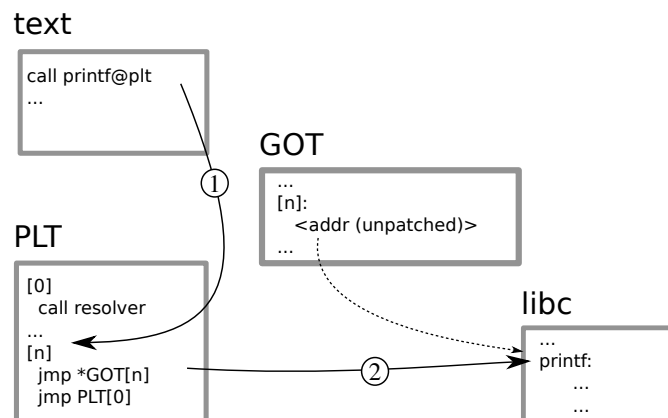 text
call printf@plt
...
1
GOT
...
[n]:
<addr (unpatched)>
...
PLT
[0]
call resolver
...
[n]
jmp *GOT[n]
jmp PLT[0]
2
libc
...
printf:
...
...